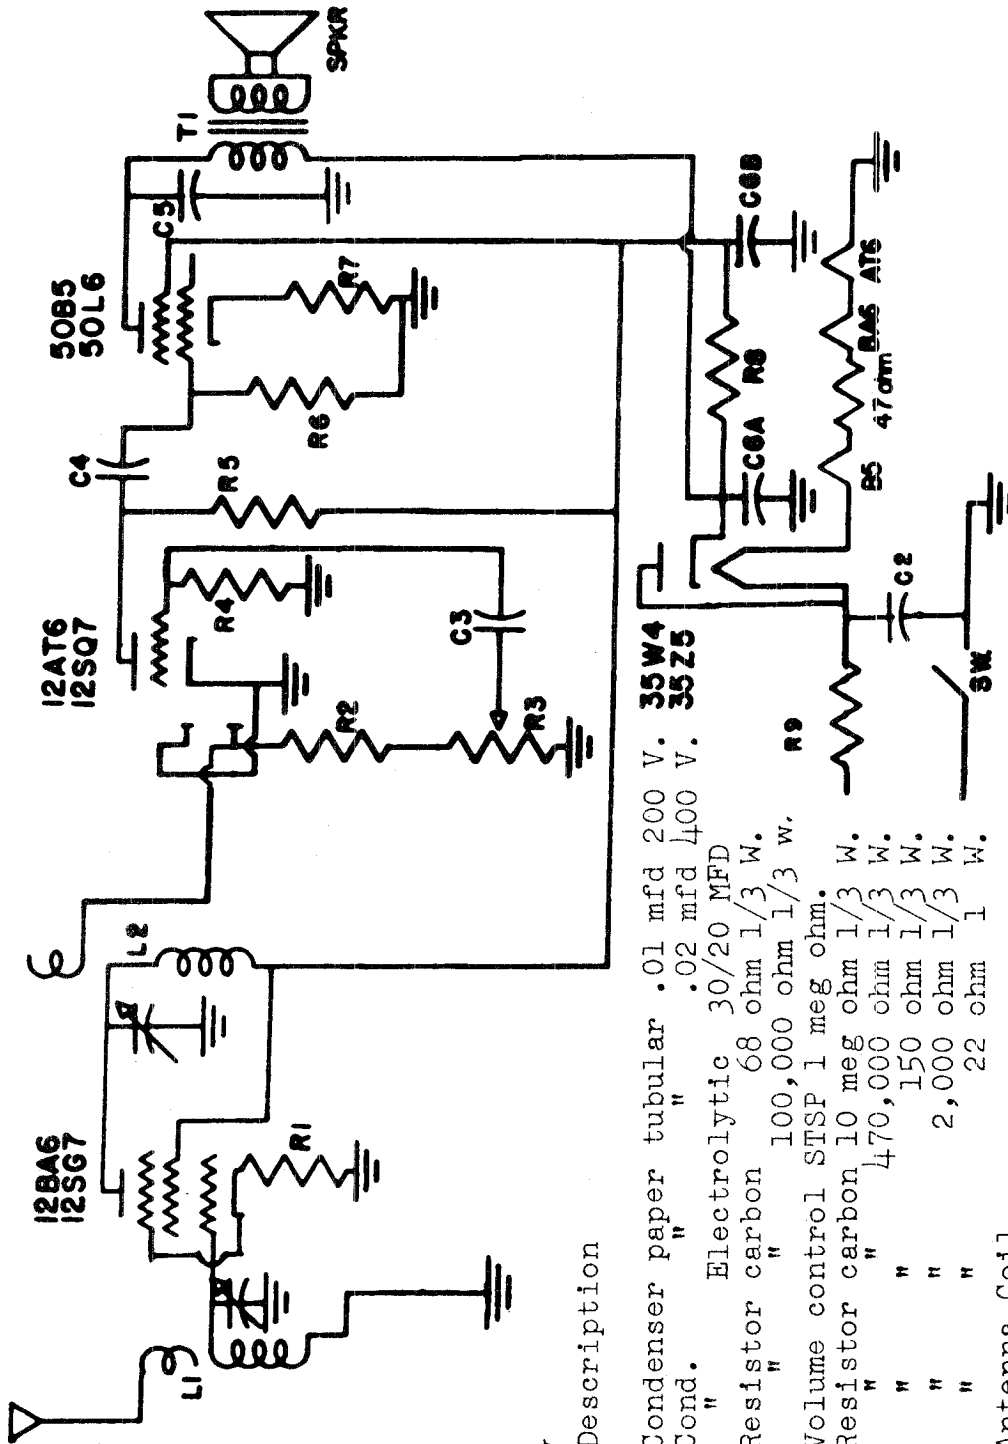 SPKR
T1
C5
50B5
50L6
R7
R6
C4
R5
12AT6
12SQ7
R4
C3
R2
R3
L2
12BA6
12SG7
R1
L1
C6B
R8
C6A
AT6
BA6
47 ohm
B5
35W4
35Z5
C2
R9
SW.
Description
Condenser paper tubular .01 mfd 200 V.
Cond. " " .02 mfd 400 V.
" Electrolytic 30/20 MFD
Resistor carbon 68 ohm 1/3 W.
" " 100,000 ohm 1/3 w.
Volume control STSP 1 meg ohm.
Resistor carbon 10 meg ohm 1/3 W.
" " 470,000 ohm 1/3 W.
" " 150 ohm 1/3 W.
" " 2,000 ohm 1/3 W.
" " 22 ohm 1 W.
Antenna Coil